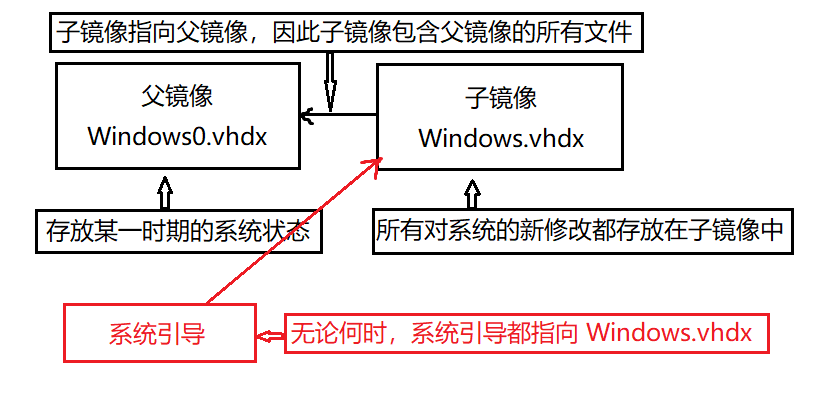 子镜像指向父镜像，因此子镜像包含父镜像的所有文件
父镜像
Windows0.vhdx
子镜像
Windows.vhdx
存放某一时期的系统状态
所有对系统的新修改都存放在子镜像中
系统引导
无论何时，系统引导都指向 Windows.vhdx